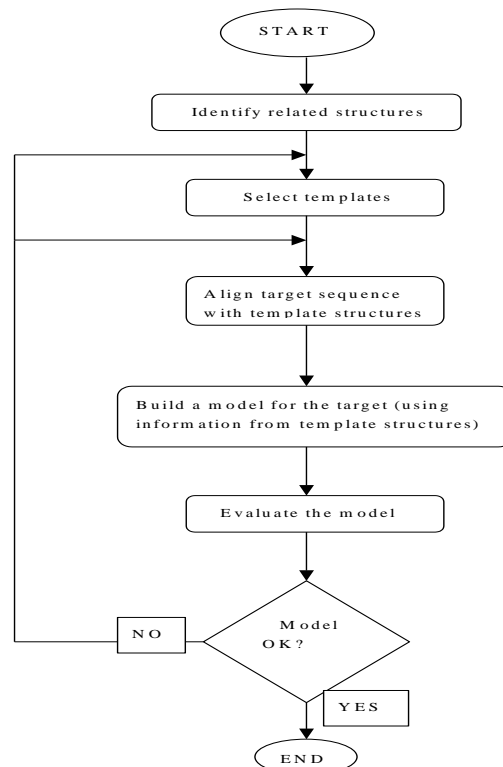 START
Identify related structures
Select templates
Align target sequence
with template structures
Build a model for the target (using
information from template structures)
Evaluate the model
Model
OK?
NO
YES
END